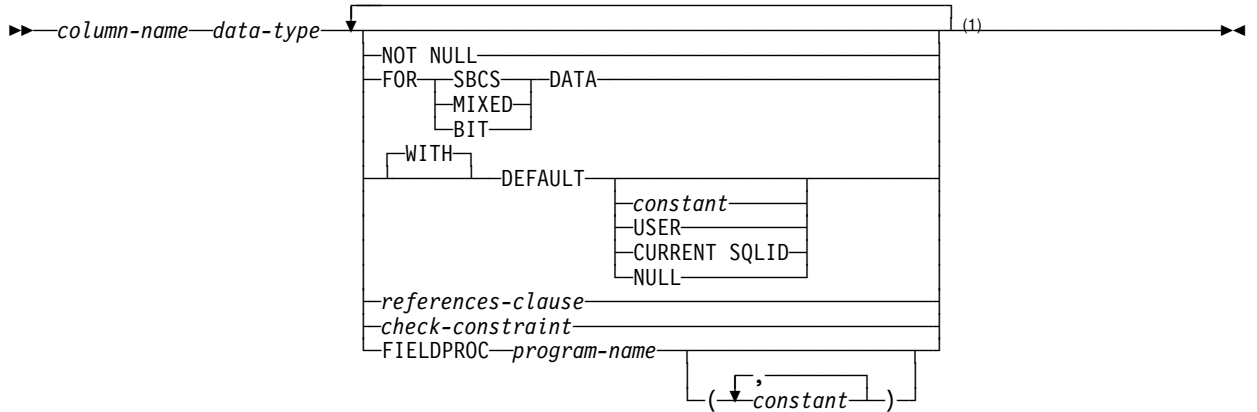 column-name data-type (1)
NOT NULL
FOR SBCS DATA
MIXED
BIT
WITH
DEFAULT
constant
USER
CURRENT SQLID
NULL
references-clause
check-constraint
FIELDPROC program-name
,
( constant )